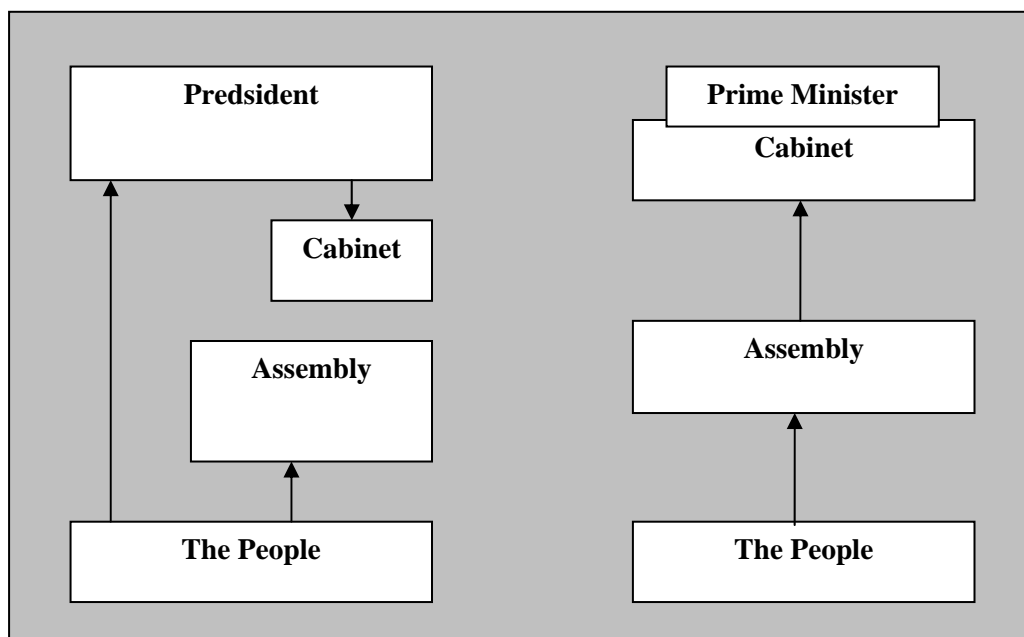 Predsident
Cabinet
Assembly
The People
Prime Minister
Cabinet
Assembly
The People